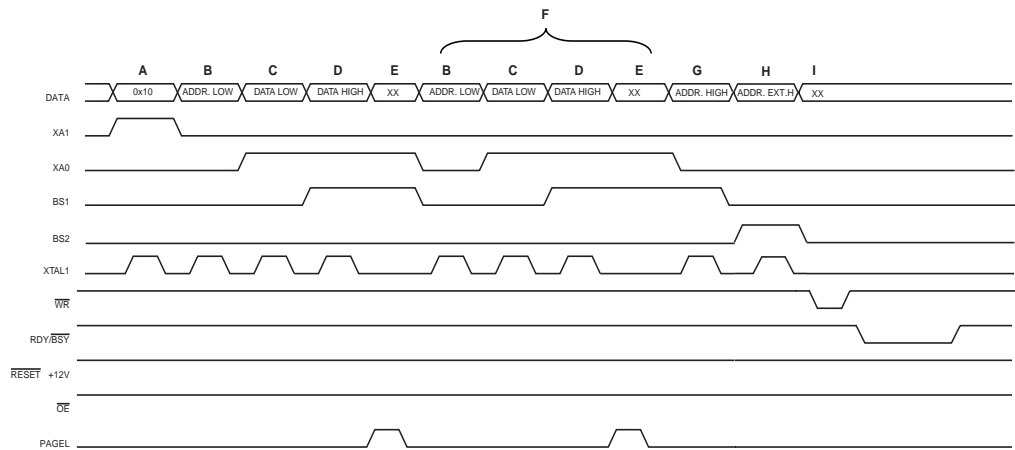 F
A B C D E B C D E G H I
DATA 0x10 ADDR. LOW DATA LOW DATA HIGH XX ADDR. LOW DATA LOW DATA HIGH XX ADDR. HIGH ADDR. EXT.H XX
XA1
XA0
BS1
BS2
XTAL1
WR
RDY/BSY
RESET +12V
OE
PAGEL